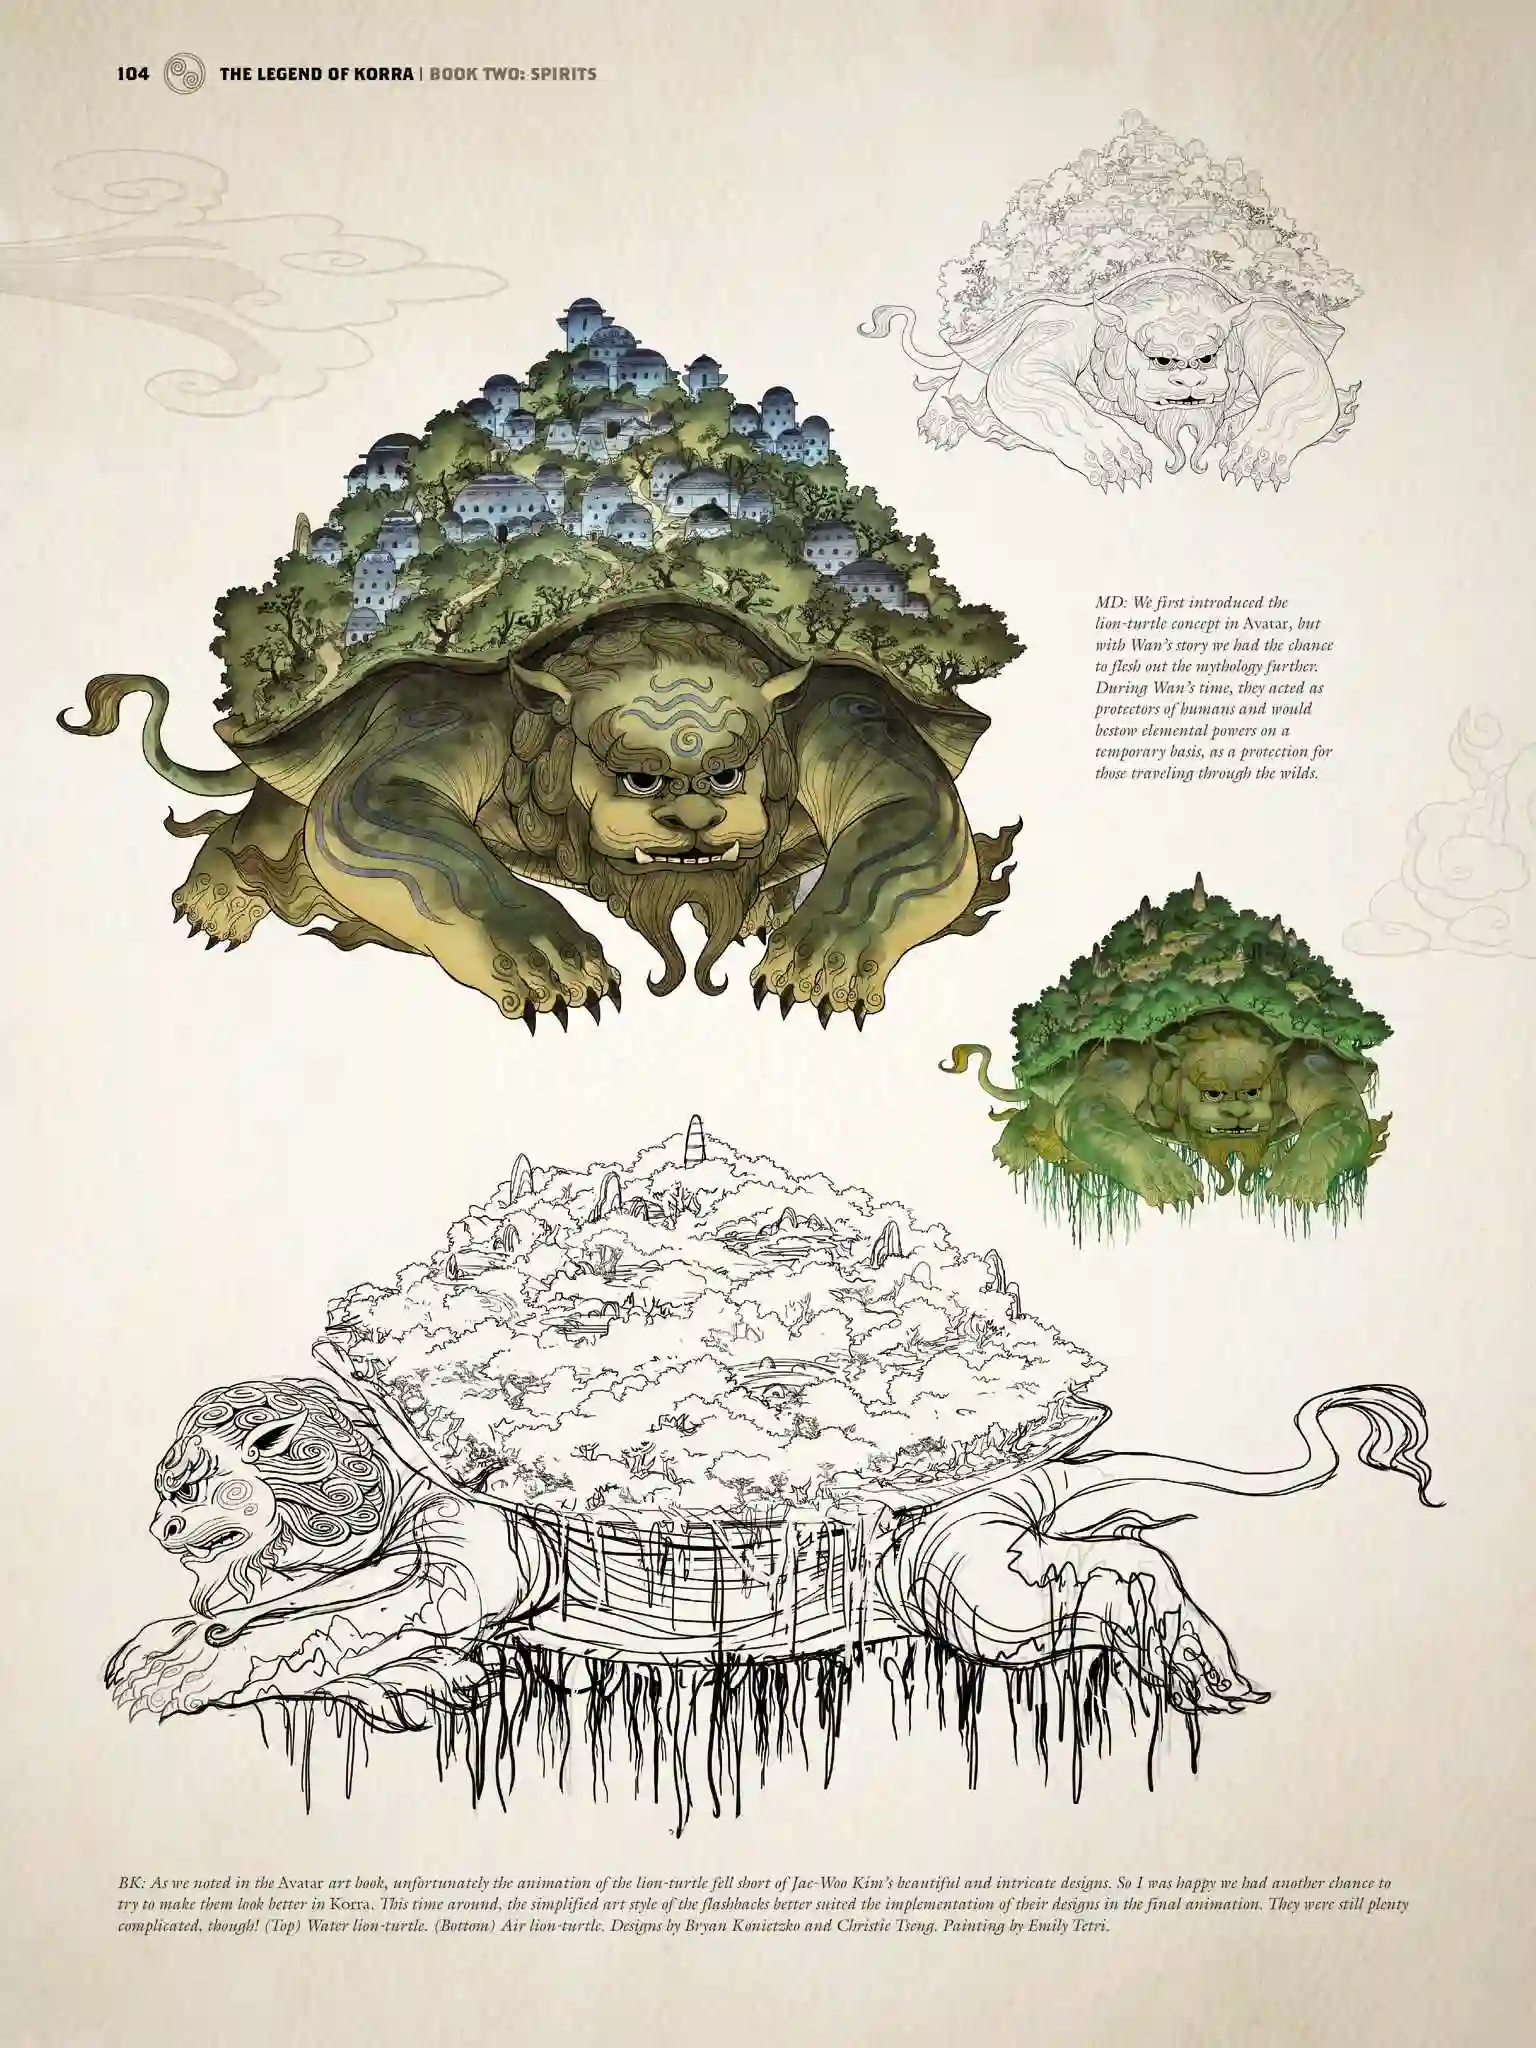 104 THE LEGEND OF KORRA | BOOK TWO: SPIRITS
MD: We first introduced the
lion-turtle concept in Avatar, but
with Wan's story we had the chance
to flesh out the mythology further.
During Wan's time, they acted as
protectors of humans and would
bestow elemental powers on a
temporary basis, as a protection for
those traveling through the wilds.
BK: As we noted in the Avatar art book, unfortunately the animation of the lion-turtle fell short of Jae-Woo Kim's beautiful and intricate designs. So I was happy we had another chance to
try to make them look better in Korra. This time around, the simplified art style of the flashbacks better suited the implementation of their designs in the final animation. They were still plenty
complicated, though! (Top) Water lion-turtle. (Bottom) Air lion-turtle. Designs by Bryan Konietzko and Christie Tseng. Painting by Emily Tetri.